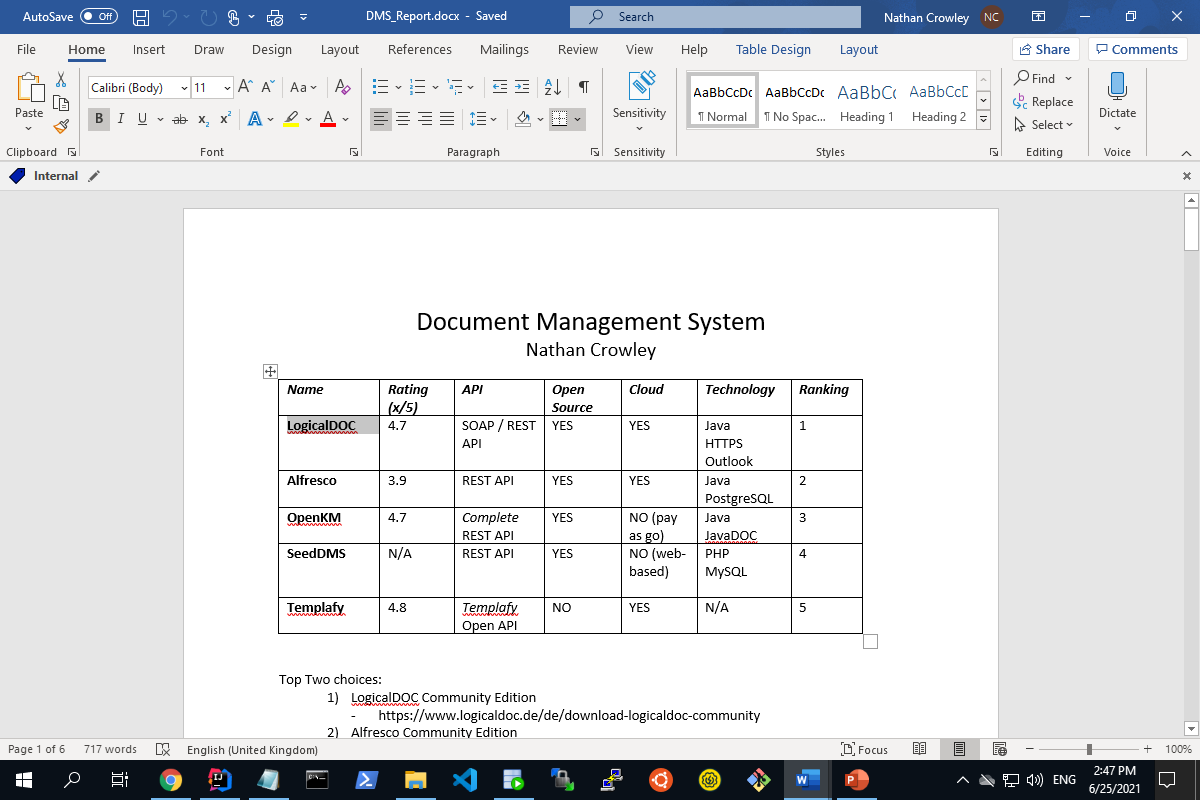 AutoSave Off DMS_Report.docx - Saved Search Nathan Crowley NC
File Home Insert Draw Design Layout References Mailings Review View Help Table Design Layout Share Comments
Calibri (Body) 11 Aa AaBbCcDc AaBbCcDc AaBbCc AaBbCcC Find
Paste Sensitivity ¶ Normal ¶ No Spac... Heading 1 Heading 2 Replace Dictate
B I U ab x₂ x² A A Select
Clipboard Font Paragraph Sensitivity Styles Editing Voice
Internal
Document Management System
Nathan Crowley
Name Rating (x/5) API Open Source Cloud Technology Ranking
LogicalDOC 4.7 SOAP / REST API YES YES Java HTTPS Outlook 1
Alfresco 3.9 REST API YES YES Java PostgreSQL 2
OpenKM 4.7 Complete REST API YES NO (pay as go) Java JavaDOC 3
SeedDMS N/A REST API YES NO (web-based) PHP MySQL 4
Templafy 4.8 Templafy Open API NO YES N/A 5
Top Two choices:
1) LogicalDOC Community Edition
- https://www.logicaldoc.de/de/download-logicaldoc-community
2) Alfresco Community Edition
Page 1 of 6 717 words English (United Kingdom) Focus 100%
ENG 2:47 PM
6/25/2021